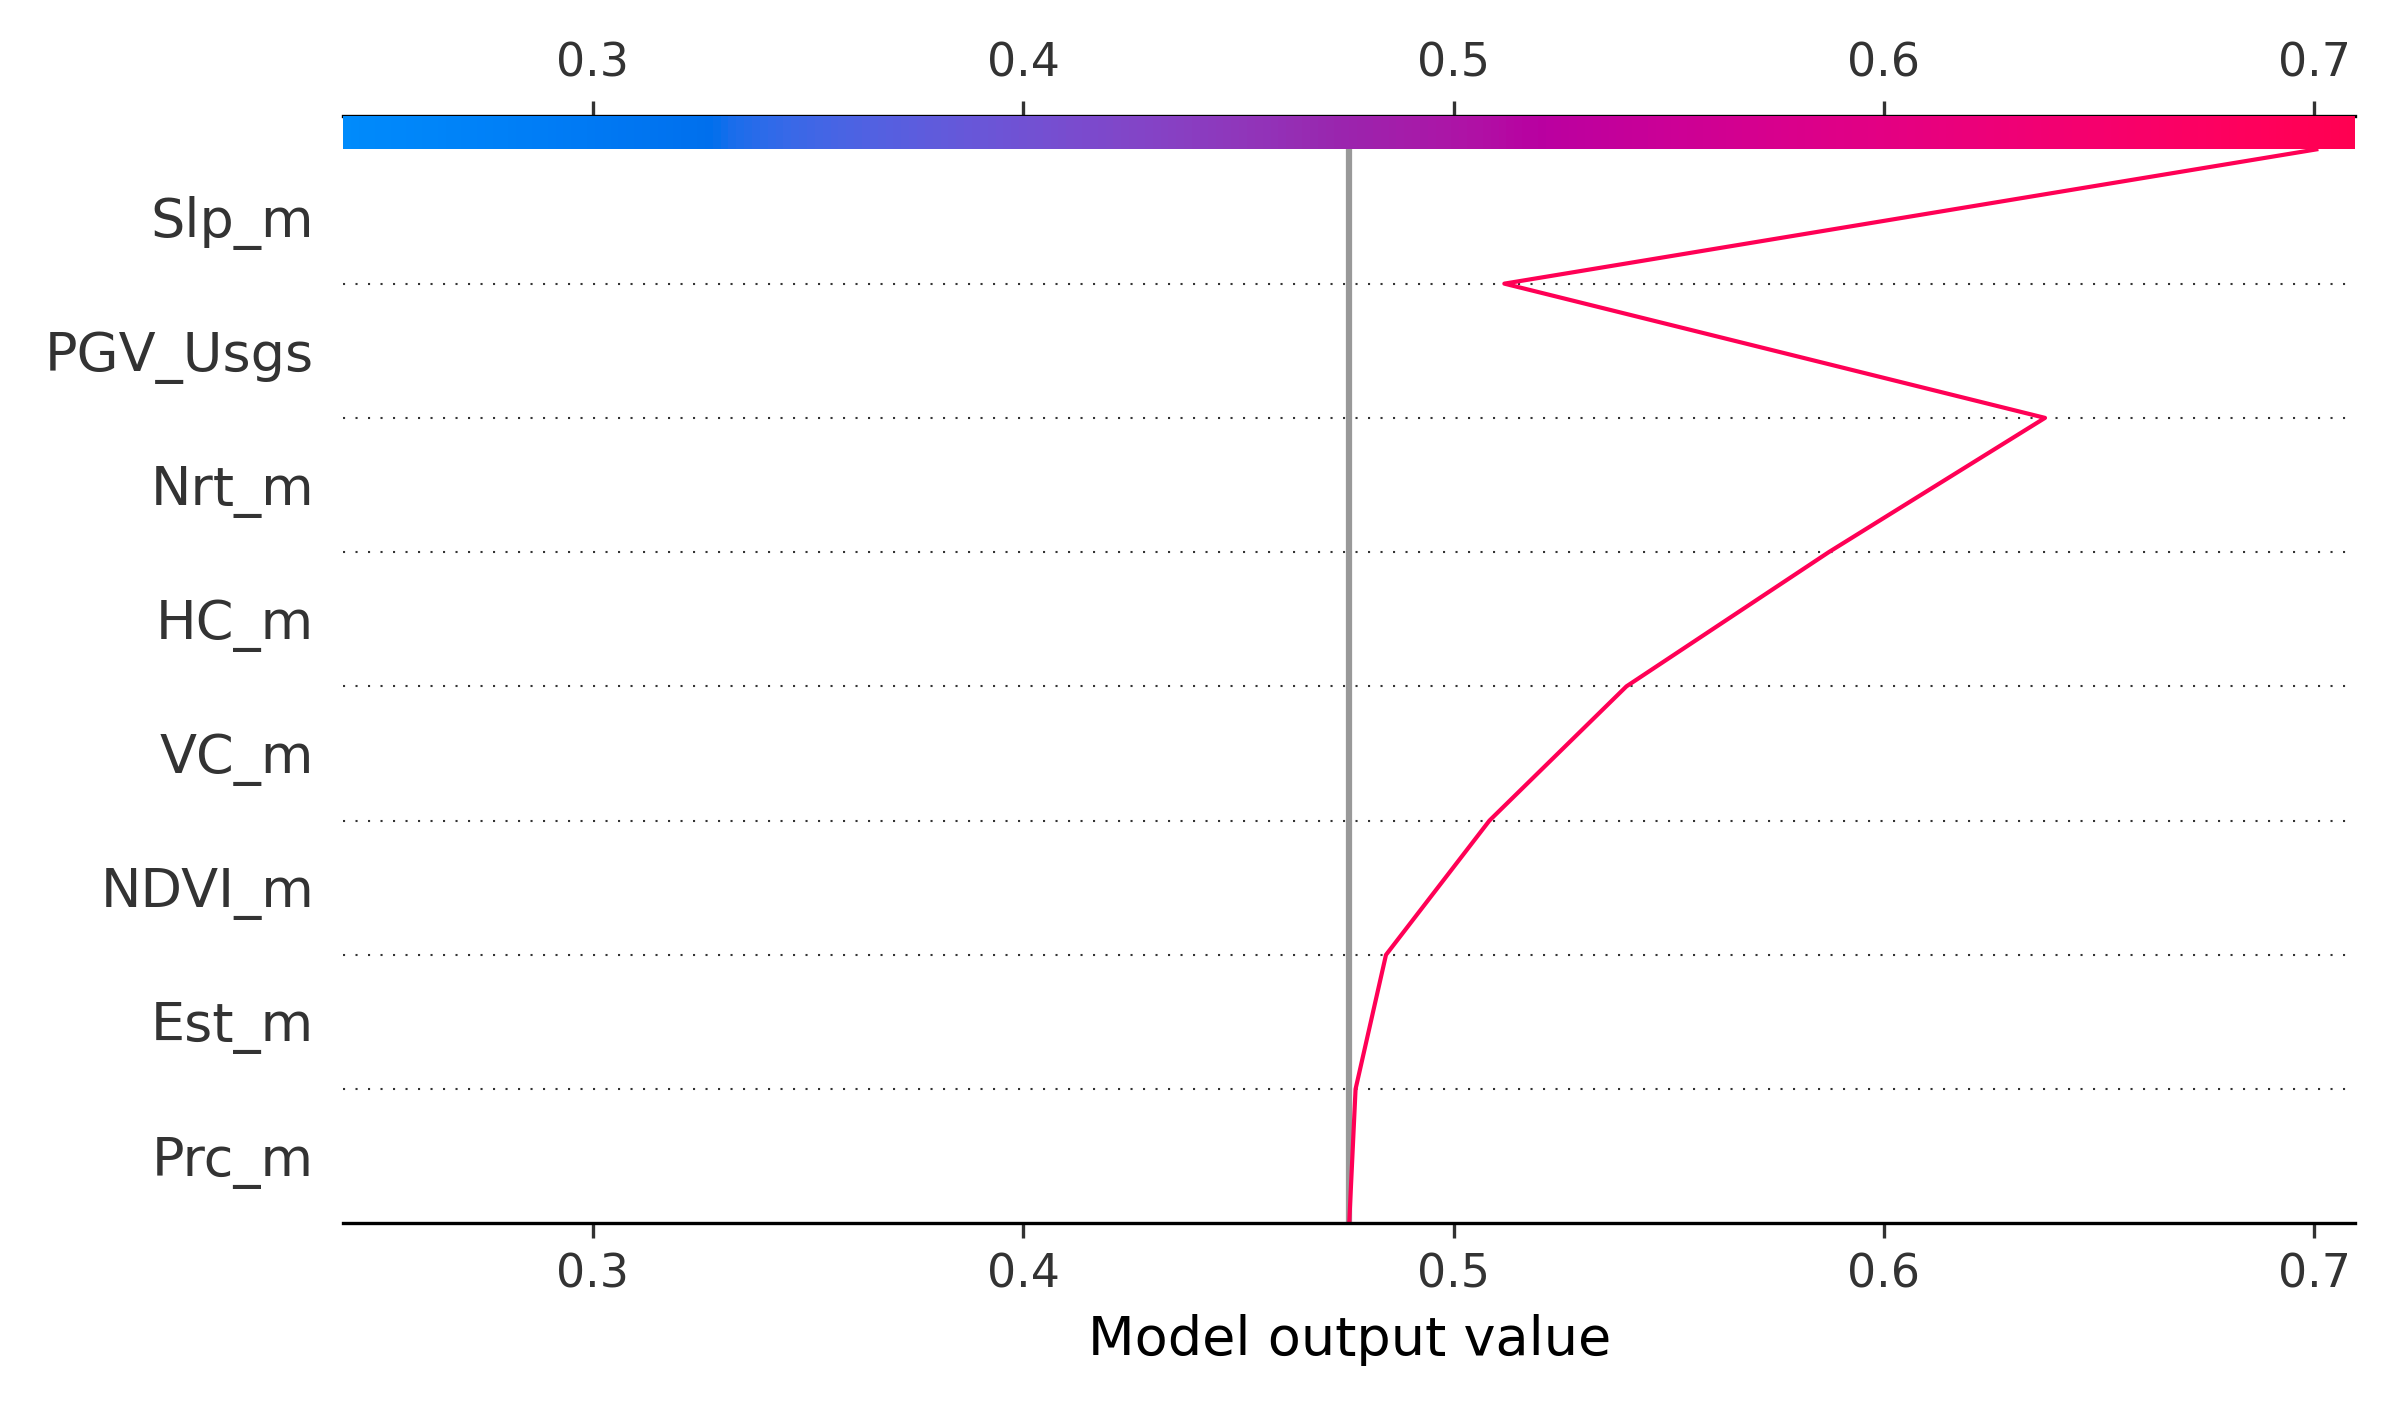 0.3 0.4 0.5 0.6 0.7
Slp_m
PGV_Usgs
Nrt_m
HC_m
VC_m
NDVI_m
Est_m
Prc_m
0.3 0.4 0.5 0.6 0.7
Model output value